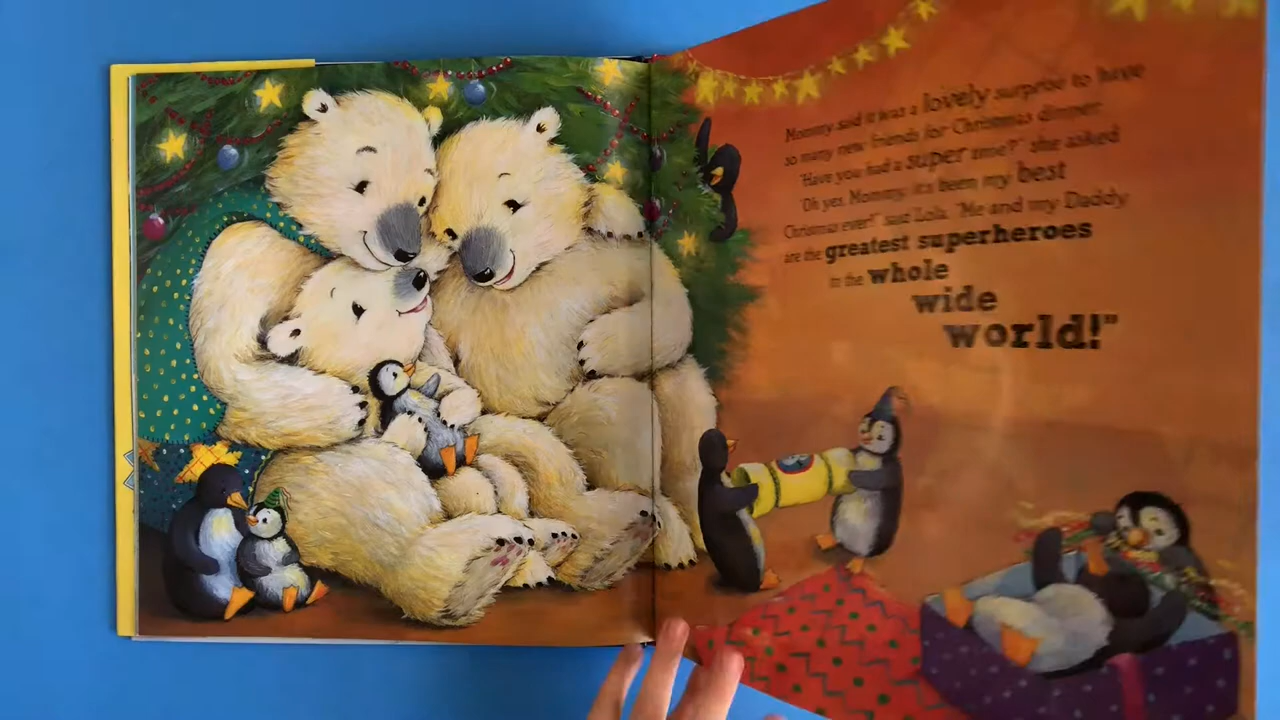 Mommy said it was a lovely surprise to have
so many new friends for Christmas dinner.
"Have you had a super time?" she asked.
"Oh yes, Mommy, it's been my best
Christmas ever!" said Lola. "Me and my Daddy
are the greatest superheroes
in the whole
wide
world!"